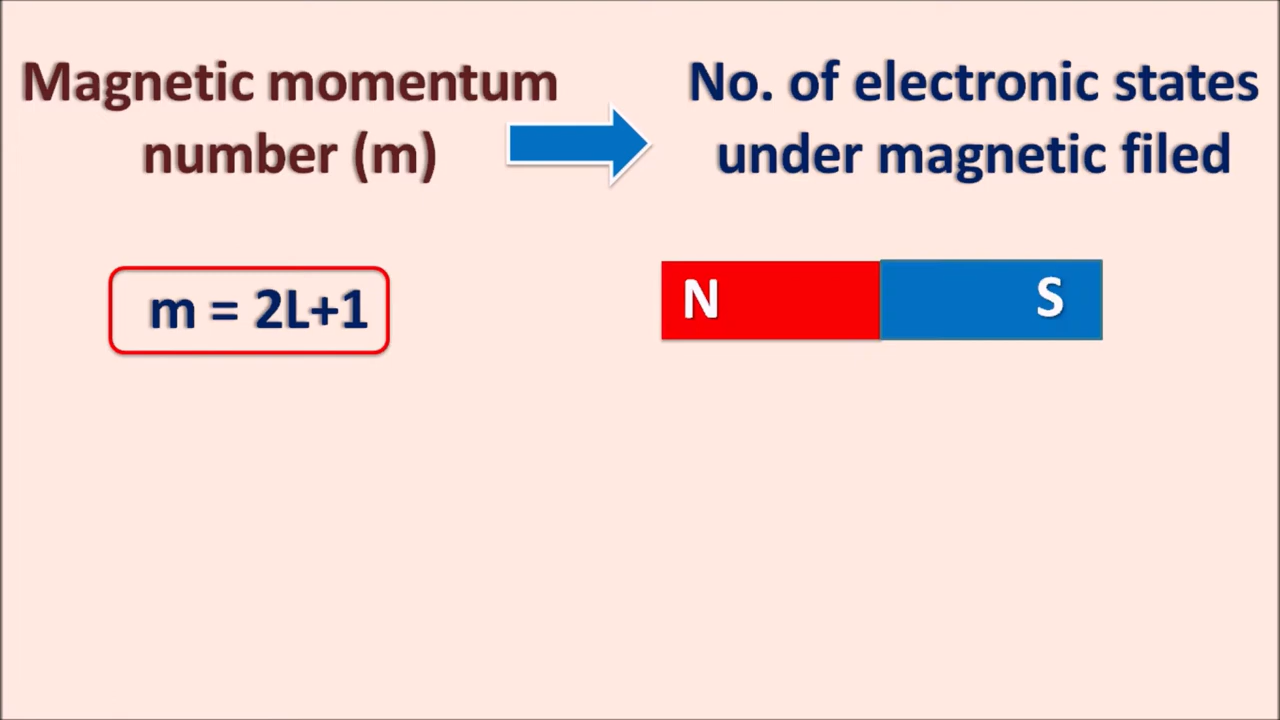 Magnetic momentum
number (m)
No. of electronic states
under magnetic filed
m = 2L+1
N
S